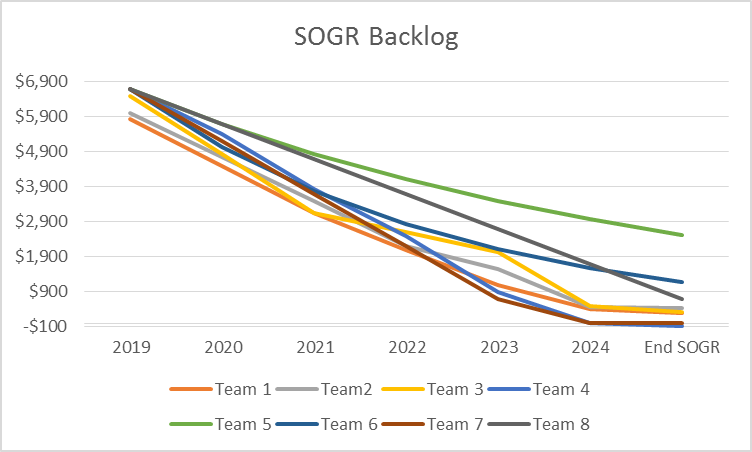 SOGR Backlog
$6,900
$5,900
$4,900
$3,900
$2,900
$1,900
$900
-$100
2019 2020 2021 2022 2023 2024 End SOGR
Team 1 Team2 Team 3 Team 4
Team 5 Team 6 Team 7 Team 8